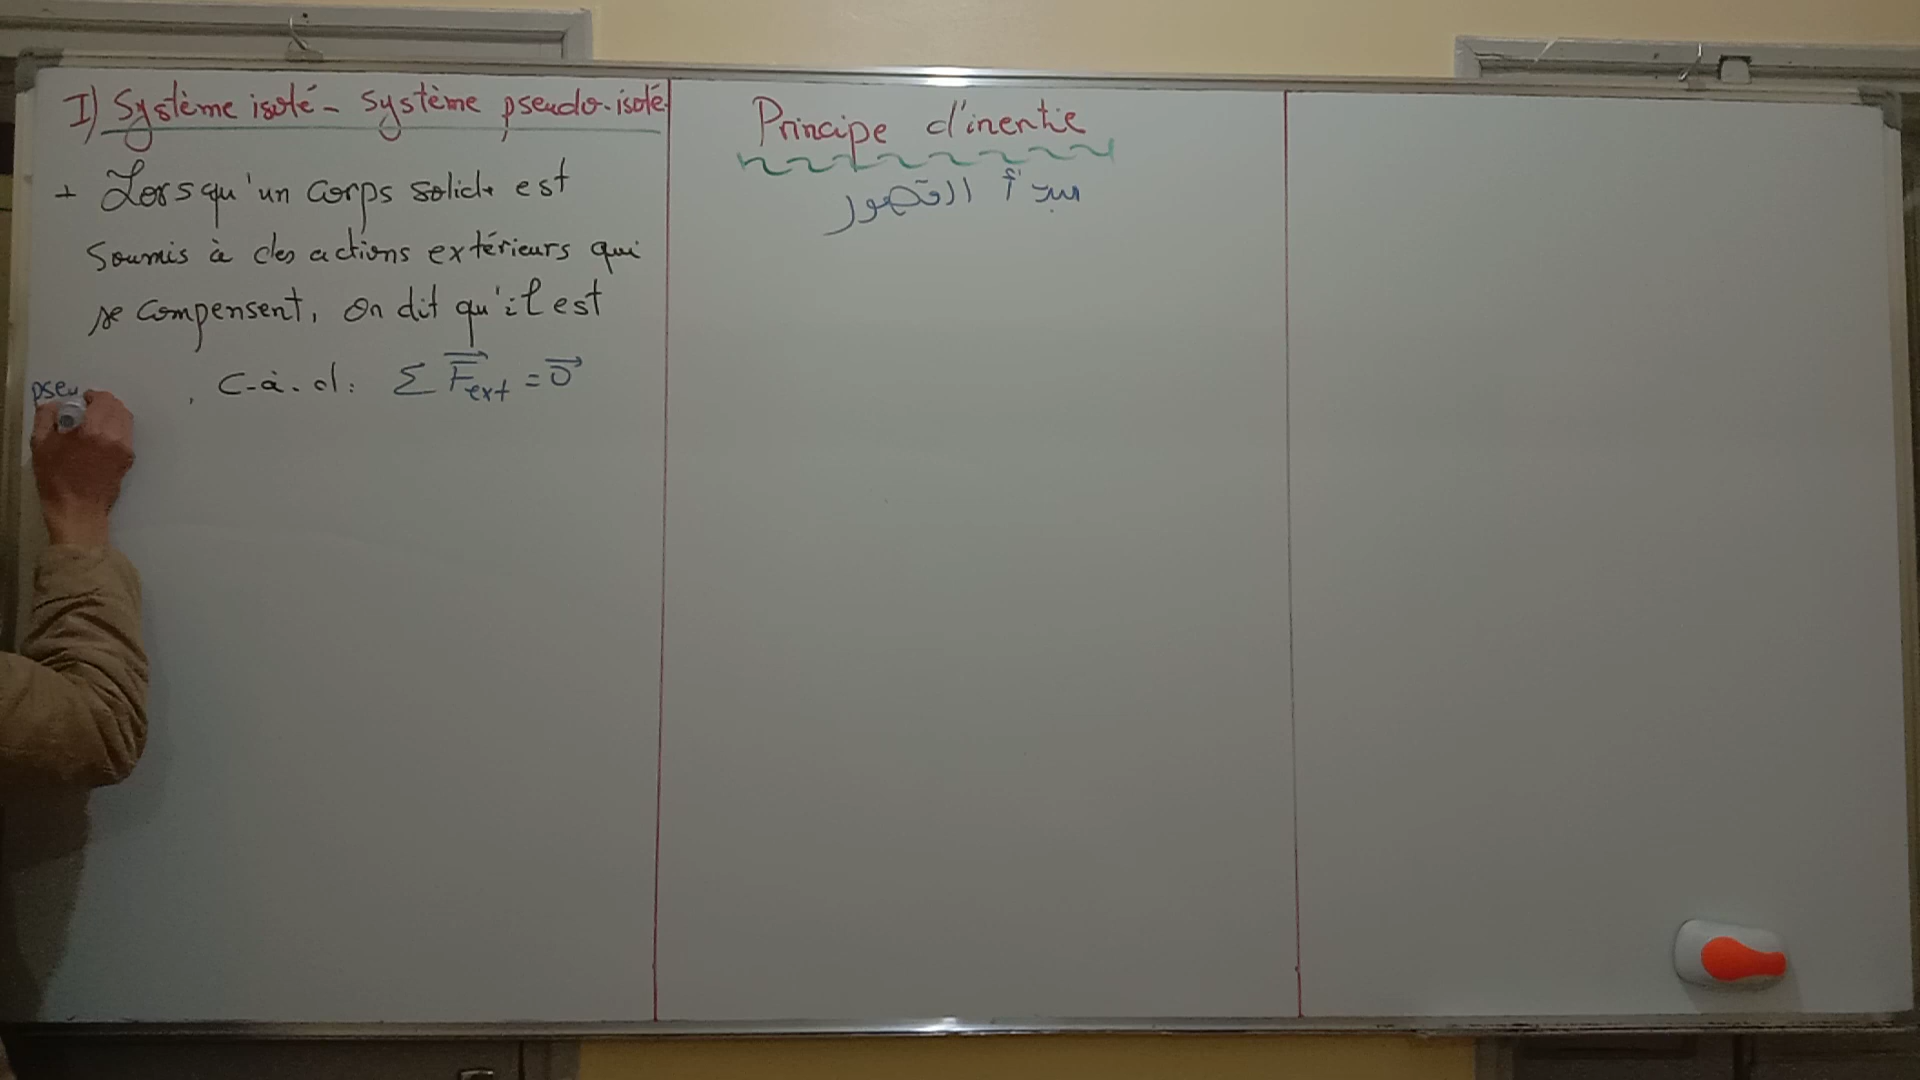 I) Système isolé - Système pseudo-isolé
+ Lorsqu'un corps solide est
soumis à des actions extérieurs qui
se compensent, on dit qu'il est
pseu , c-à-d: Σ F⃗ext = 0⃗
Principe d'inertie
مبدأ القصور